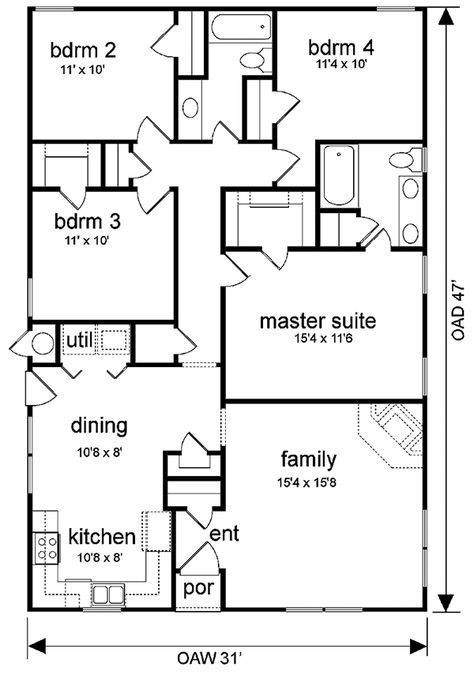 bdrm 2
11' x 10'
bdrm 4
11'4 x 10'
bdrm 3
11' x 10'
master suite
15'4 x 11'6
util
dining
10'8 x 8'
family
15'4 x 15'8
kitchen
10'8 x 8'
ent
por
OAD 47'
OAW 31'